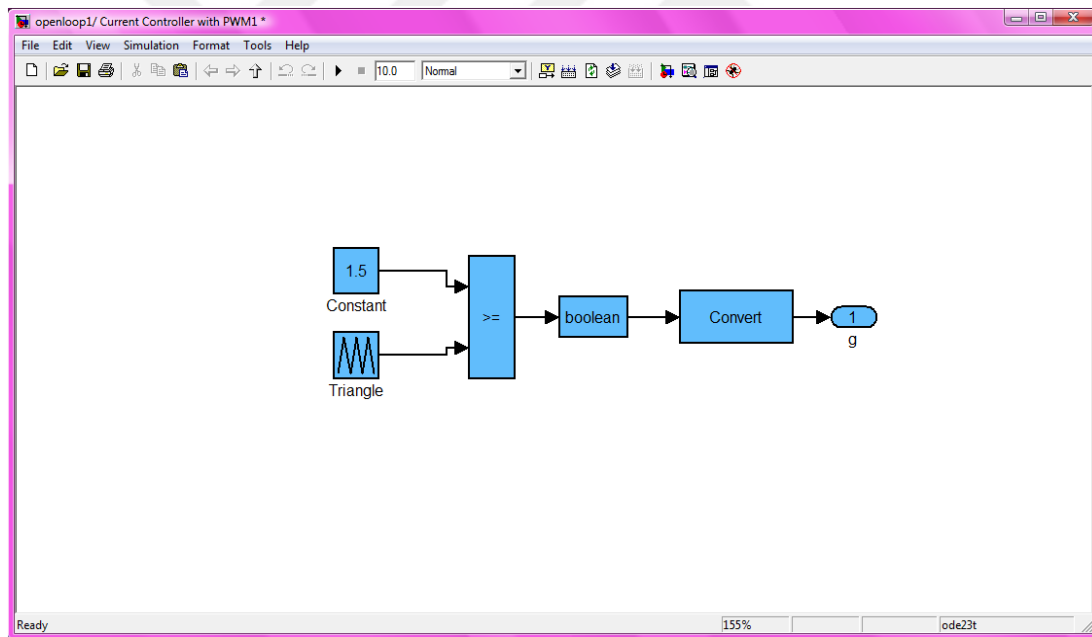 openloop1/ Current Controller with PWM1 *
File Edit View Simulation Format Tools Help
10.0 Normal
1.5
Constant
>=
boolean
Convert
1
g
Triangle
Ready 155% ode23t